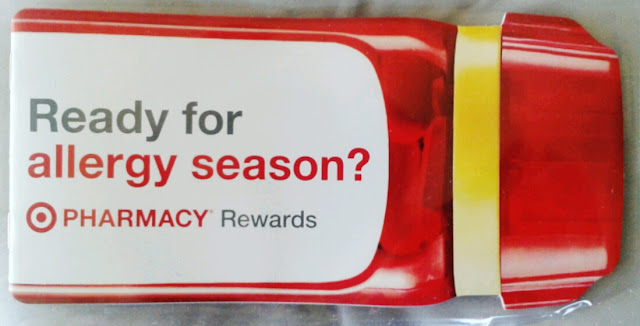 Ready for
allergy season?
PHARMACY Rewards